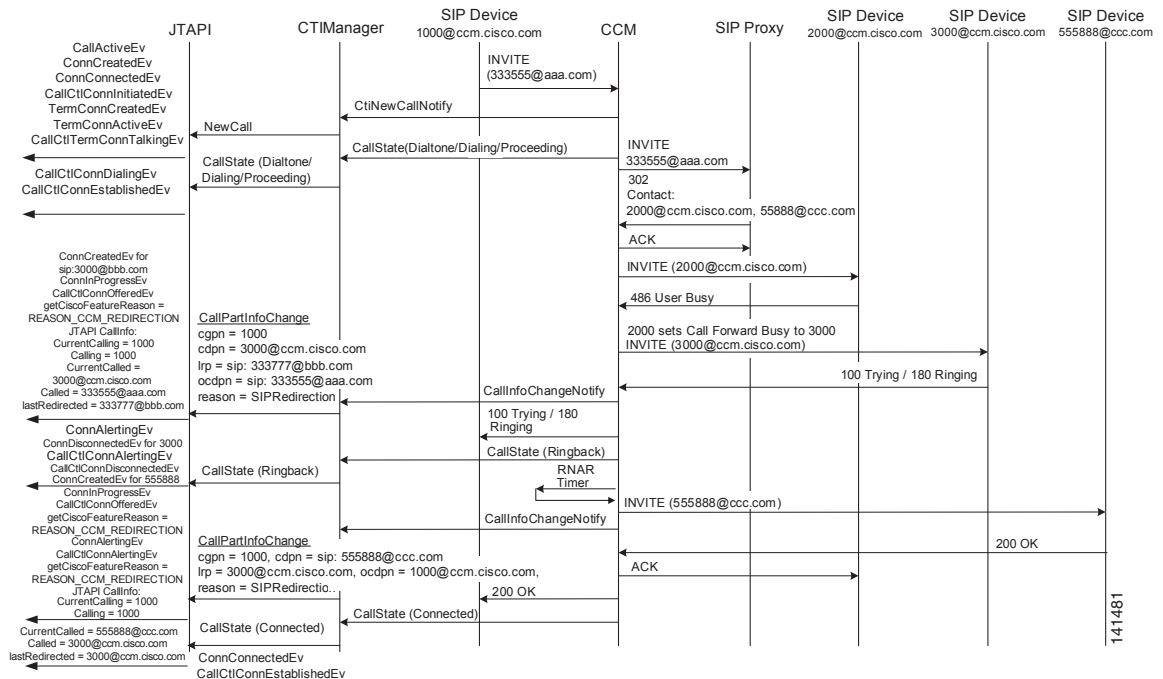 JTAPI
CTIManager
SIP Device
1000@ccm.cisco.com
CCM
SIP Proxy
SIP Device
2000@ccm.cisco.com
SIP Device
3000@ccm.cisco.com
SIP Device
555888@ccc.com
CallActiveEv
ConnCreatedEv
ConnConnectedEv
CallCtlConnInitiatedEv
TermConnCreatedEv
TermConnActiveEv
CallCtlTermConnTalkingEv
CallCtlConnDialingEv
CallCtlConnEstablishedEv
ConnCreatedEv for
sip:3000@bbb.com
ConnInProgressEv
CallCtlConnOfferedEv
getCiscoFeatureReason =
REASON_CCM_REDIRECTION
JTAPI CallInfo:
CurrentCalling = 1000
Calling = 1000
CurrentCalled =
3000@ccm.cisco.com
Called = 333555@aaa.com
lastRedirected = 333777@bbb.com
ConnAlertingEv
ConnDisconnectedEv for 3000
CallCtlConnAlertingEv
CallCtlConnDisconnectedEv
ConnCreatedEv for 555888
ConnInProgressEv
CallCtlConnOfferedEv
getCiscoFeatureReason =
REASON_CCM_REDIRECTION
ConnAlertingEv
CallCtlConnAlertingEv
getCiscoFeatureReason =
REASON_CCM_REDIRECTION
JTAPI CallInfo:
CurrentCalling = 1000
Calling = 1000
CurrentCalled = 555888@ccc.com
Called = 3000@ccm.cisco.com
lastRedirected = 3000@ccm.cisco.com
INVITE
(333555@aaa.com)
CtiNewCallNotify
NewCall
CallState(Dialtone/Dialing/Proceeding)
CallState (Dialtone/
Dialing/Proceeding)
INVITE
333555@aaa.com
302
Contact:
2000@ccm.cisco.com, 55888@ccc.com
ACK
INVITE (2000@ccm.cisco.com)
486 User Busy
2000 sets Call Forward Busy to 3000
INVITE (3000@ccm.cisco.com)
100 Trying / 180 Ringing
CallPartInfoChange
cgpn = 1000
cdpn = 3000@ccm.cisco.com
lrp = sip: 333777@bbb.com
ocdpn = sip: 333555@aaa.com
reason = SIPRedirection
CallInfoChangeNotify
100 Trying / 180
Ringing
CallState (Ringback)
CallState (Ringback)
RNAR
Timer
INVITE (555888@ccc.com)
CallInfoChangeNotify
200 OK
CallPartInfoChange
cgpn = 1000, cdpn = sip: 555888@ccc.com
lrp = 3000@ccm.cisco.com, ocdpn = 1000@ccm.cisco.com,
reason = SIPRedirectio..
ACK
200 OK
CallState (Connected)
CallState (Connected)
ConnConnectedEv
CallCtlConnEstablishedEv
141481